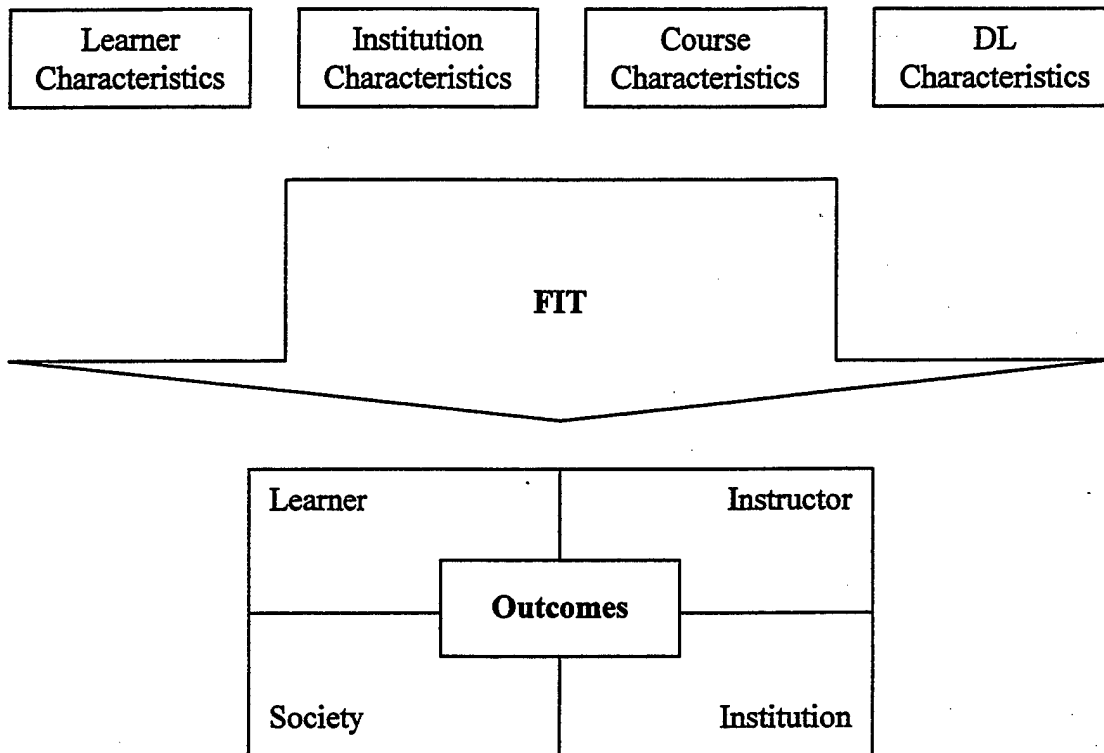 Learner
Characteristics
Institution
Characteristics
Course
Characteristics
DL
Characteristics
FIT
Learner
Instructor
Outcomes
Society
Institution